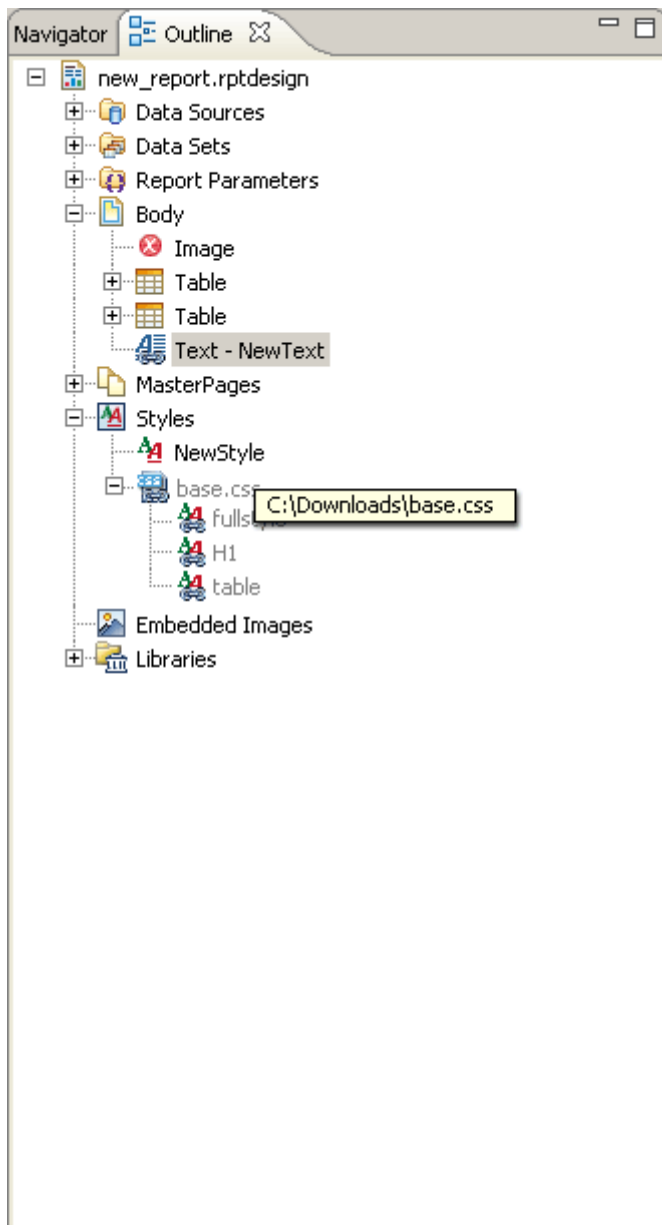 Navigator Outline
new_report.rptdesign
Data Sources
Data Sets
Report Parameters
Body
Image
Table
Table
Text - NewText
MasterPages
Styles
NewStyle
base.css
C:\Downloads\base.css
H1
table
Embedded Images
Libraries